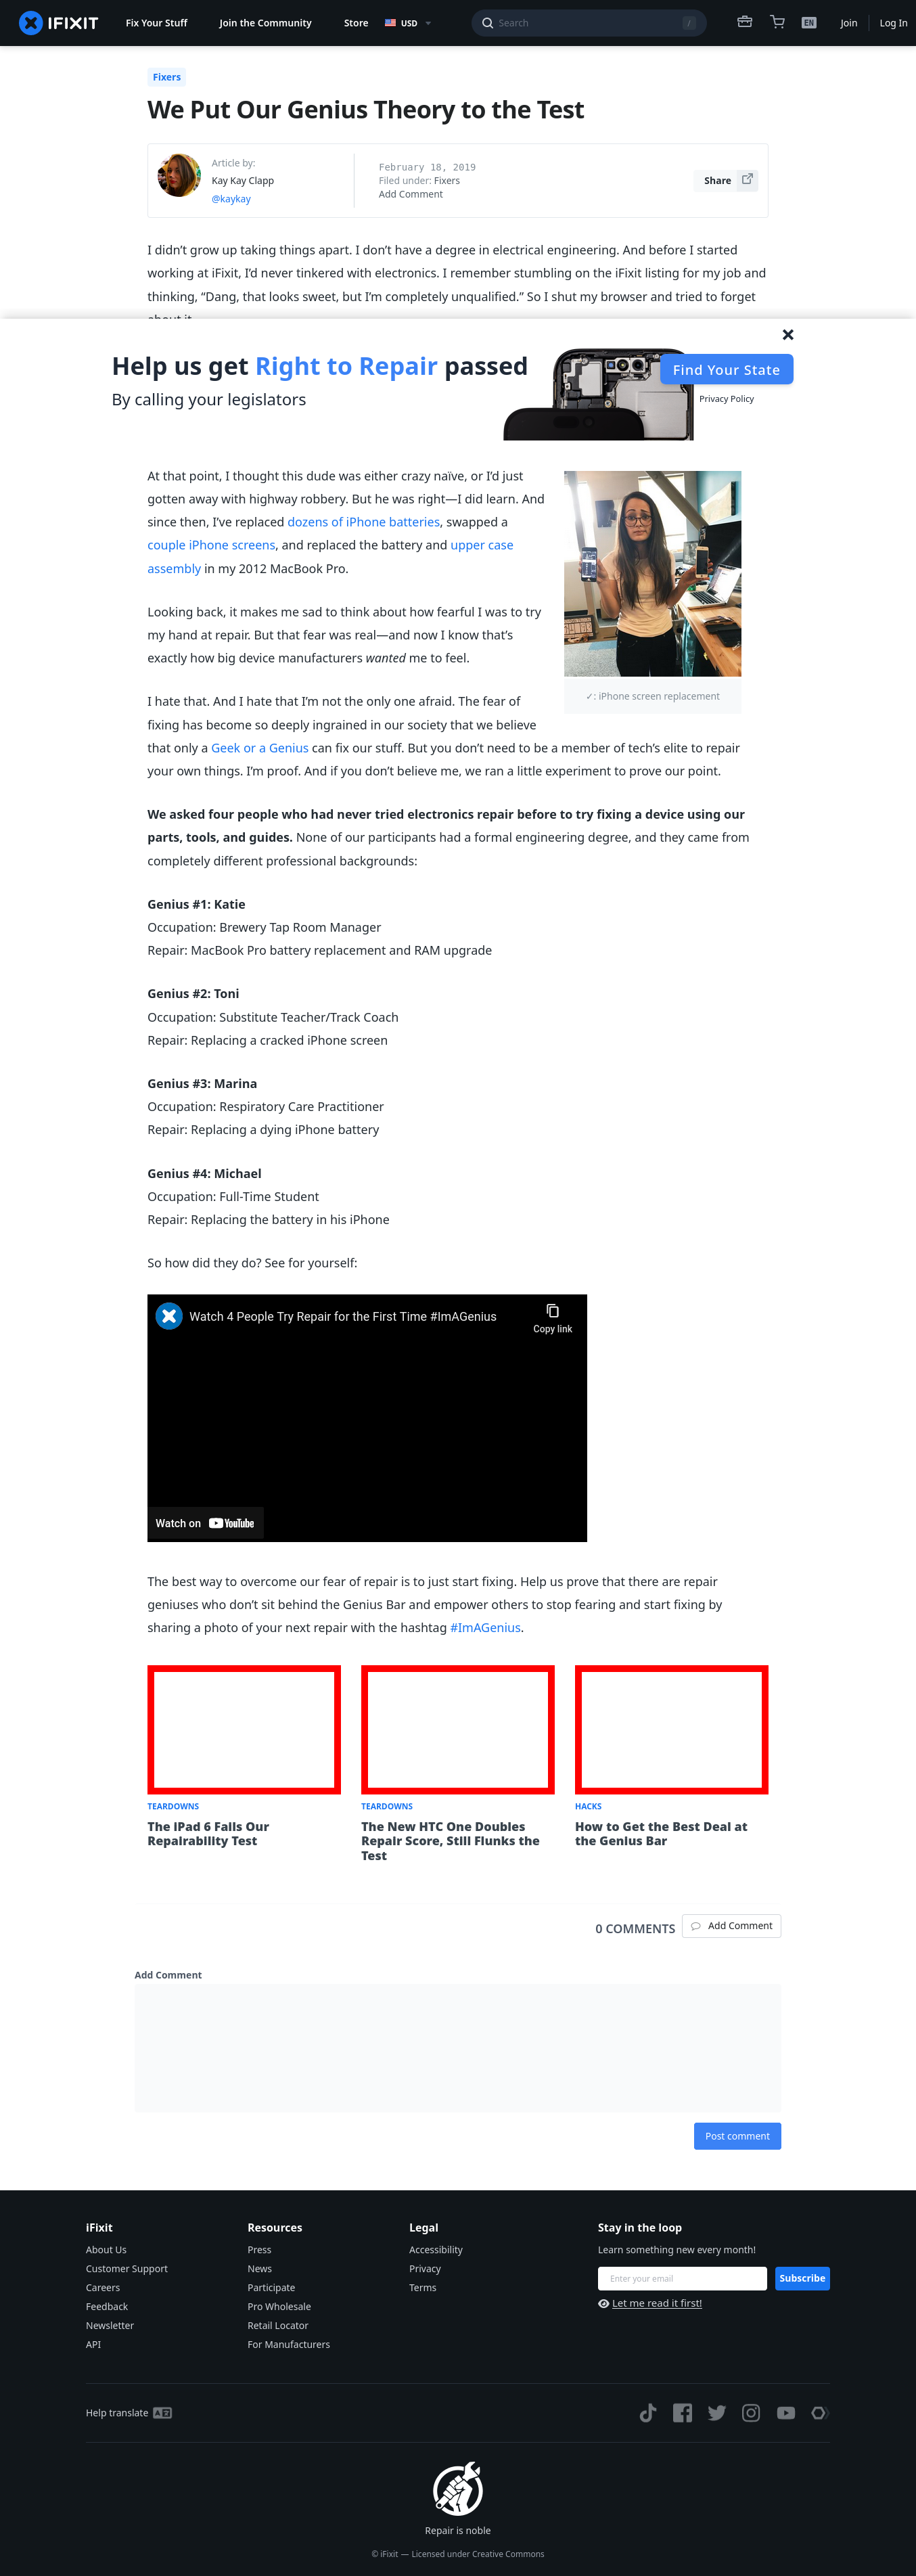 IFIXIT
Fix Your Stuff
Join the Community
Store
USD
Search
/
EN
Join
Log In
Fixers
We Put Our Genius Theory to the Test
Article by:
Kay Kay Clapp
@kaykay
February 18, 2019
Filed under: Fixers
Add Comment
Share
I didn’t grow up taking things apart. I don’t have a degree in electrical engineering. And before I started
working at iFixit, I’d never tinkered with electronics. I remember stumbling on the iFixit listing for my job and
thinking, “Dang, that looks sweet, but I’m completely unqualified.” So I shut my browser and tried to forget
about it.
Help us get Right to Repair passed
By calling your legislators
Find Your State
Privacy Policy
At that point, I thought this dude was either crazy naïve, or I’d just
gotten away with highway robbery. But he was right—I did learn. And
since then, I’ve replaced dozens of iPhone batteries, swapped a
couple iPhone screens, and replaced the battery and upper case
assembly in my 2012 MacBook Pro.
Looking back, it makes me sad to think about how fearful I was to try
my hand at repair. But that fear was real—and now I know that’s
exactly how big device manufacturers wanted me to feel.
✓: iPhone screen replacement
I hate that. And I hate that I’m not the only one afraid. The fear of
fixing has become so deeply ingrained in our society that we believe
that only a Geek or a Genius can fix our stuff. But you don’t need to be a member of tech’s elite to repair
your own things. I’m proof. And if you don’t believe me, we ran a little experiment to prove our point.
We asked four people who had never tried electronics repair before to try fixing a device using our
parts, tools, and guides. None of our participants had a formal engineering degree, and they came from
completely different professional backgrounds:
Genius #1: Katie
Occupation: Brewery Tap Room Manager
Repair: MacBook Pro battery replacement and RAM upgrade
Genius #2: Toni
Occupation: Substitute Teacher/Track Coach
Repair: Replacing a cracked iPhone screen
Genius #3: Marina
Occupation: Respiratory Care Practitioner
Repair: Replacing a dying iPhone battery
Genius #4: Michael
Occupation: Full-Time Student
Repair: Replacing the battery in his iPhone
So how did they do? See for yourself:
Watch 4 People Try Repair for the First Time #ImAGenius
Copy link
Watch on YouTube
The best way to overcome our fear of repair is to just start fixing. Help us prove that there are repair
geniuses who don’t sit behind the Genius Bar and empower others to stop fearing and start fixing by
sharing a photo of your next repair with the hashtag #ImAGenius.
TEARDOWNS
The iPad 6 Fails Our
Repairability Test
TEARDOWNS
The New HTC One Doubles
Repair Score, Still Flunks the
Test
HACKS
How to Get the Best Deal at
the Genius Bar
0 COMMENTS
Add Comment
Add Comment
Post comment
iFixit
About Us
Customer Support
Careers
Feedback
Newsletter
API
Resources
Press
News
Participate
Pro Wholesale
Retail Locator
For Manufacturers
Legal
Accessibility
Privacy
Terms
Stay in the loop
Learn something new every month!
Enter your email
Subscribe
Let me read it first!
Help translate
Repair is noble
© iFixit — Licensed under Creative Commons